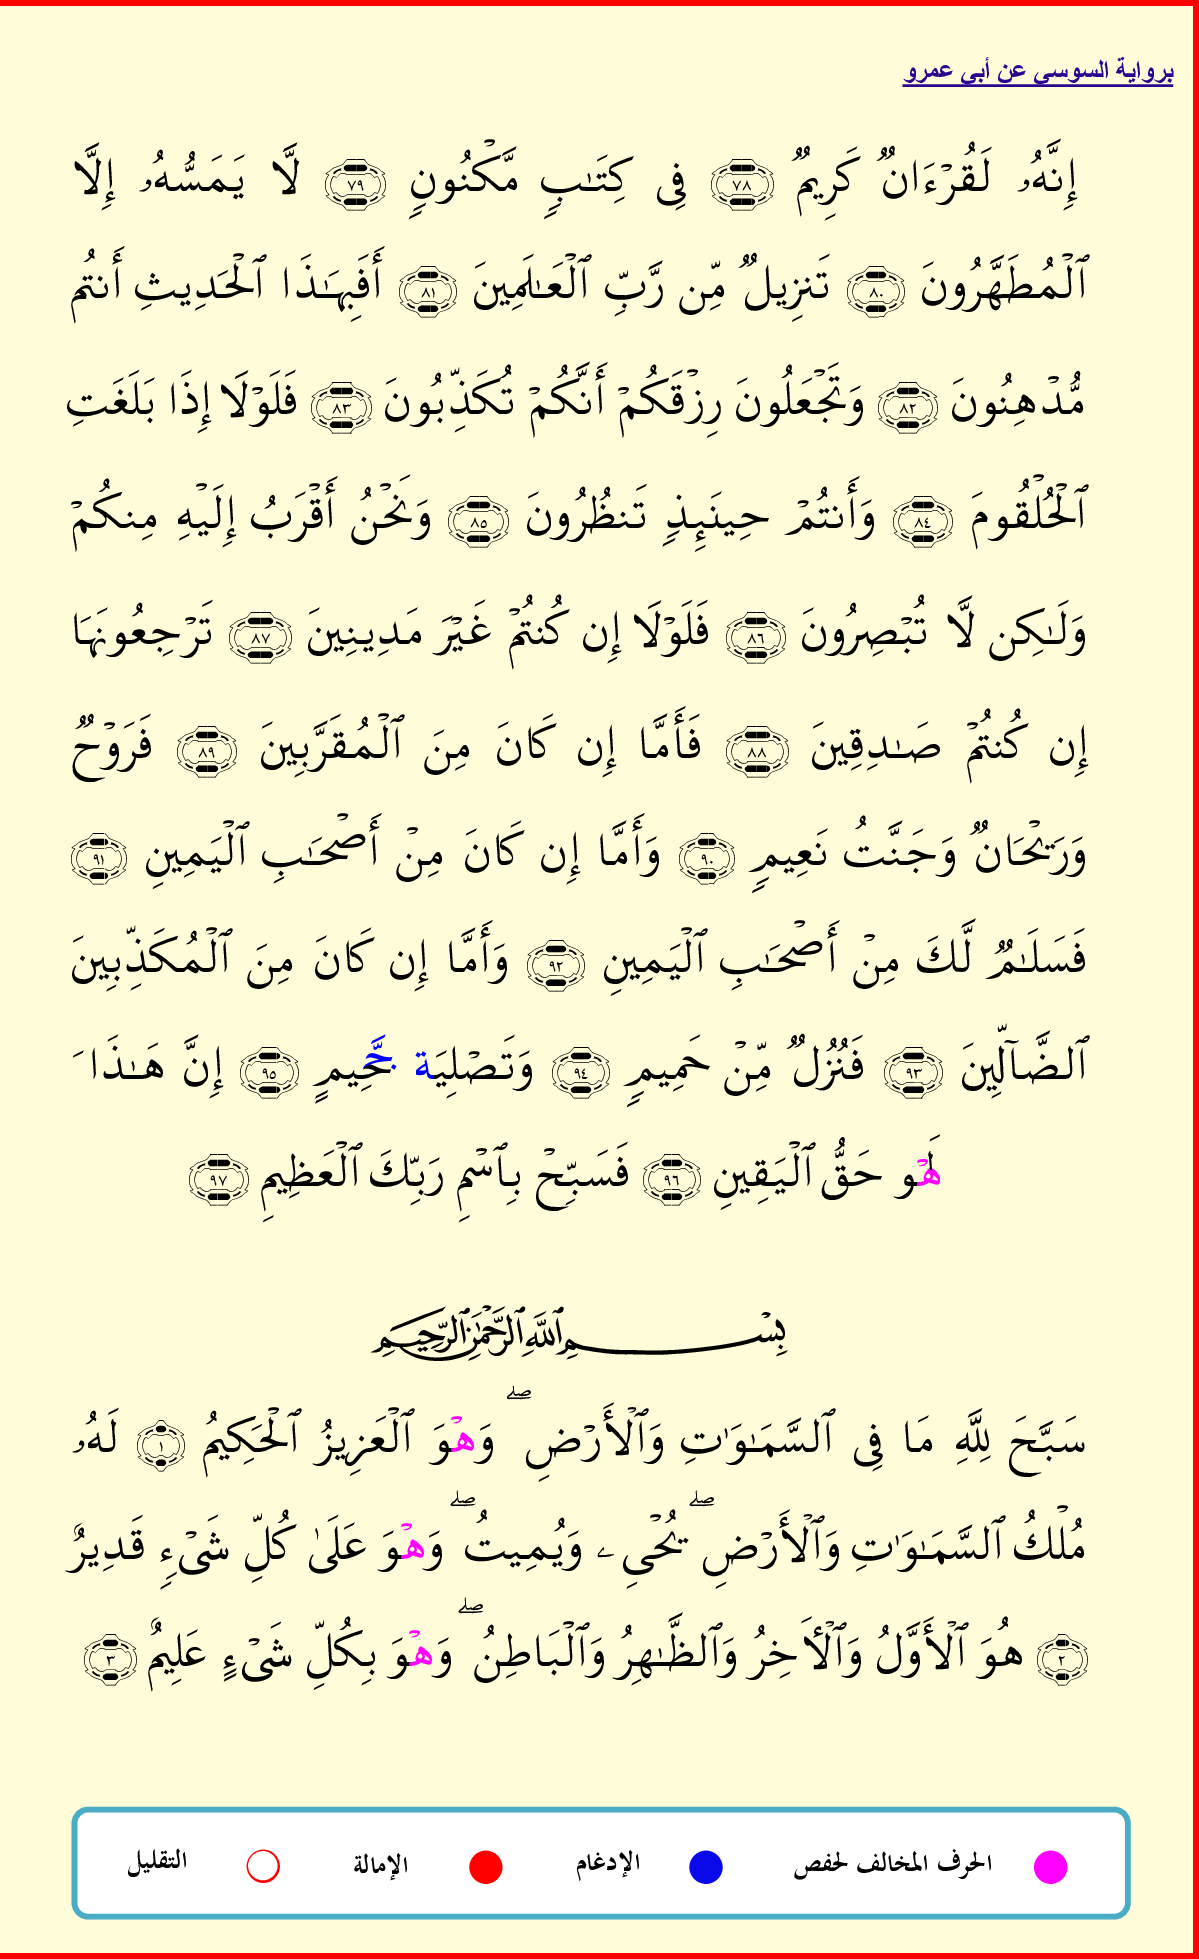 برواية السوسي عن أبي عمرو
إِنَّهُۥ لَقُرْءَانٌ كَرِيمٌ ٧٨ فِى كِتَٰبٍ مَّكْنُونٍ ٧٩ لَّا يَمَسُّهُۥ إِلَّا
ٱلْمُطَهَّرُونَ ٨٠ تَنزِيلٌ مِّن رَّبِّ ٱلْعَٰلَمِينَ ٨١ أَفَبِهَٰذَا ٱلْحَدِيثِ أَنتُم
مُّدْهِنُونَ ٨٢ وَتَجْعَلُونَ رِزْقَكُمْ أَنَّكُمْ تُكَذِّبُونَ ٨٣ فَلَوْلَا إِذَا بَلَغَتِ
ٱلْحُلْقُومَ ٨٤ وَأَنتُمْ حِينَئِذٍ تَنظُرُونَ ٨٥ وَنَحْنُ أَقْرَبُ إِلَيْهِ مِنكُمْ
وَلَٰكِن لَّا تُبْصِرُونَ ٨٦ فَلَوْلَا إِن كُنتُمْ غَيْرَ مَدِينِينَ ٨٧ تَرْجِعُونَهَا
إِن كُنتُمْ صَٰدِقِينَ ٨٨ فَأَمَّا إِن كَانَ مِنَ ٱلْمُقَرَّبِينَ ٨٩ فَرَوْحٌ
وَرَيْحَانٌ وَجَنَّتُ نَعِيمٍ ٩٠ وَأَمَّا إِن كَانَ مِنْ أَصْحَٰبِ ٱلْيَمِينِ ٩١
فَسَلَٰمٌ لَّكَ مِنْ أَصْحَٰبِ ٱلْيَمِينِ ٩٢ وَأَمَّا إِن كَانَ مِنَ ٱلْمُكَذِّبِينَ
ٱلضَّآلِّينَ ٩٣ فَنُزُلٌ مِّنْ حَمِيمٍ ٩٤ وَتَصْلِيَة جَّحِيمٍ ٩٥ إِنَّ هَٰذَا
لَهْو حَقُّ ٱلْيَقِينِ ٩٦ فَسَبِّحْ بِٱسْمِ رَبِّكَ ٱلْعَظِيمِ ٩٧
بِسْمِ ٱللَّهِ ٱلرَّحْمَٰنِ ٱلرَّحِيمِ
سَبَّحَ لِلَّهِ مَا فِى ٱلسَّمَٰوَٰتِ وَٱلْأَرْضِ ۖ وَهْوَ ٱلْعَزِيزُ ٱلْحَكِيمُ ١ لَهُۥ
مُلْكُ ٱلسَّمَٰوَٰتِ وَٱلْأَرْضِ ۖ يُحْىِۦ وَيُمِيتُ ۖ وَهْوَ عَلَىٰ كُلِّ شَىْءٍ قَدِيرٌ
٢ هُوَ ٱلْأَوَّلُ وَٱلْأَخِرُ وَٱلظَّٰهِرُ وَٱلْبَاطِنُ ۖ وَهْوَ بِكُلِّ شَىْءٍ عَلِيمٌ ٣
الحرف المخالف لحفص الإدغام الإمالة التقليل